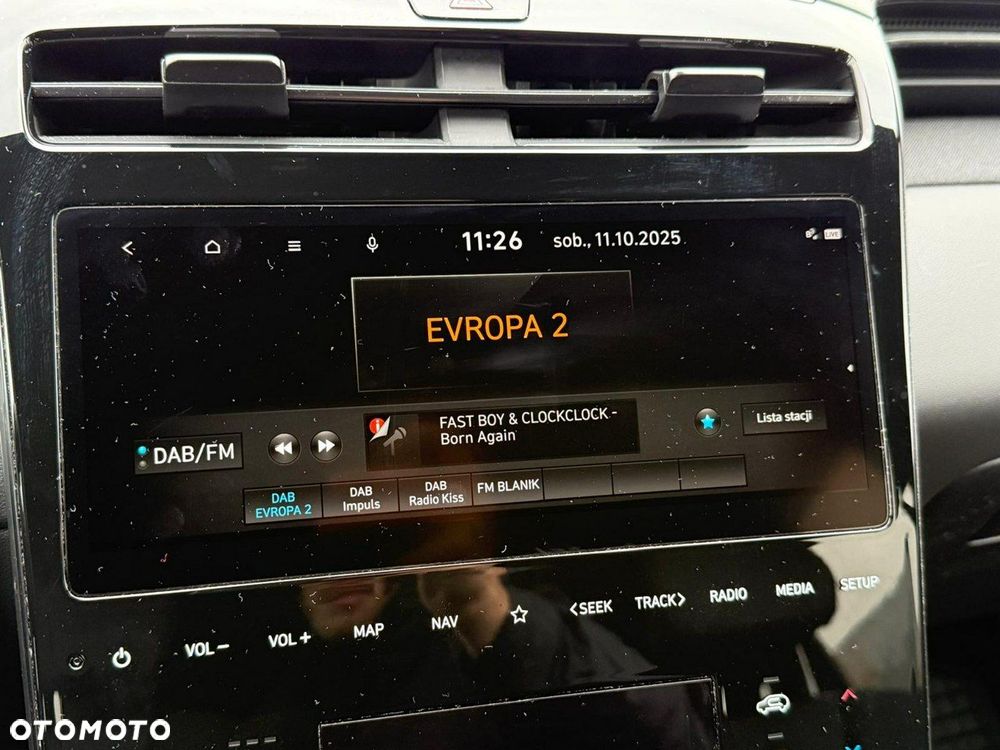 11:26 sob., 11.10.2025
LIVE
EVROPA 2
FAST BOY & CLOCKCLOCK -
Born Again
Lista stacji
DAB/FM
DAB
EVROPA 2
DAB
Impuls
DAB
Radio Kiss
FM BLANIK
VOL−
VOL+
MAP
NAV
<SEEK
TRACK>
RADIO
MEDIA
SETUP
OTOMOTO